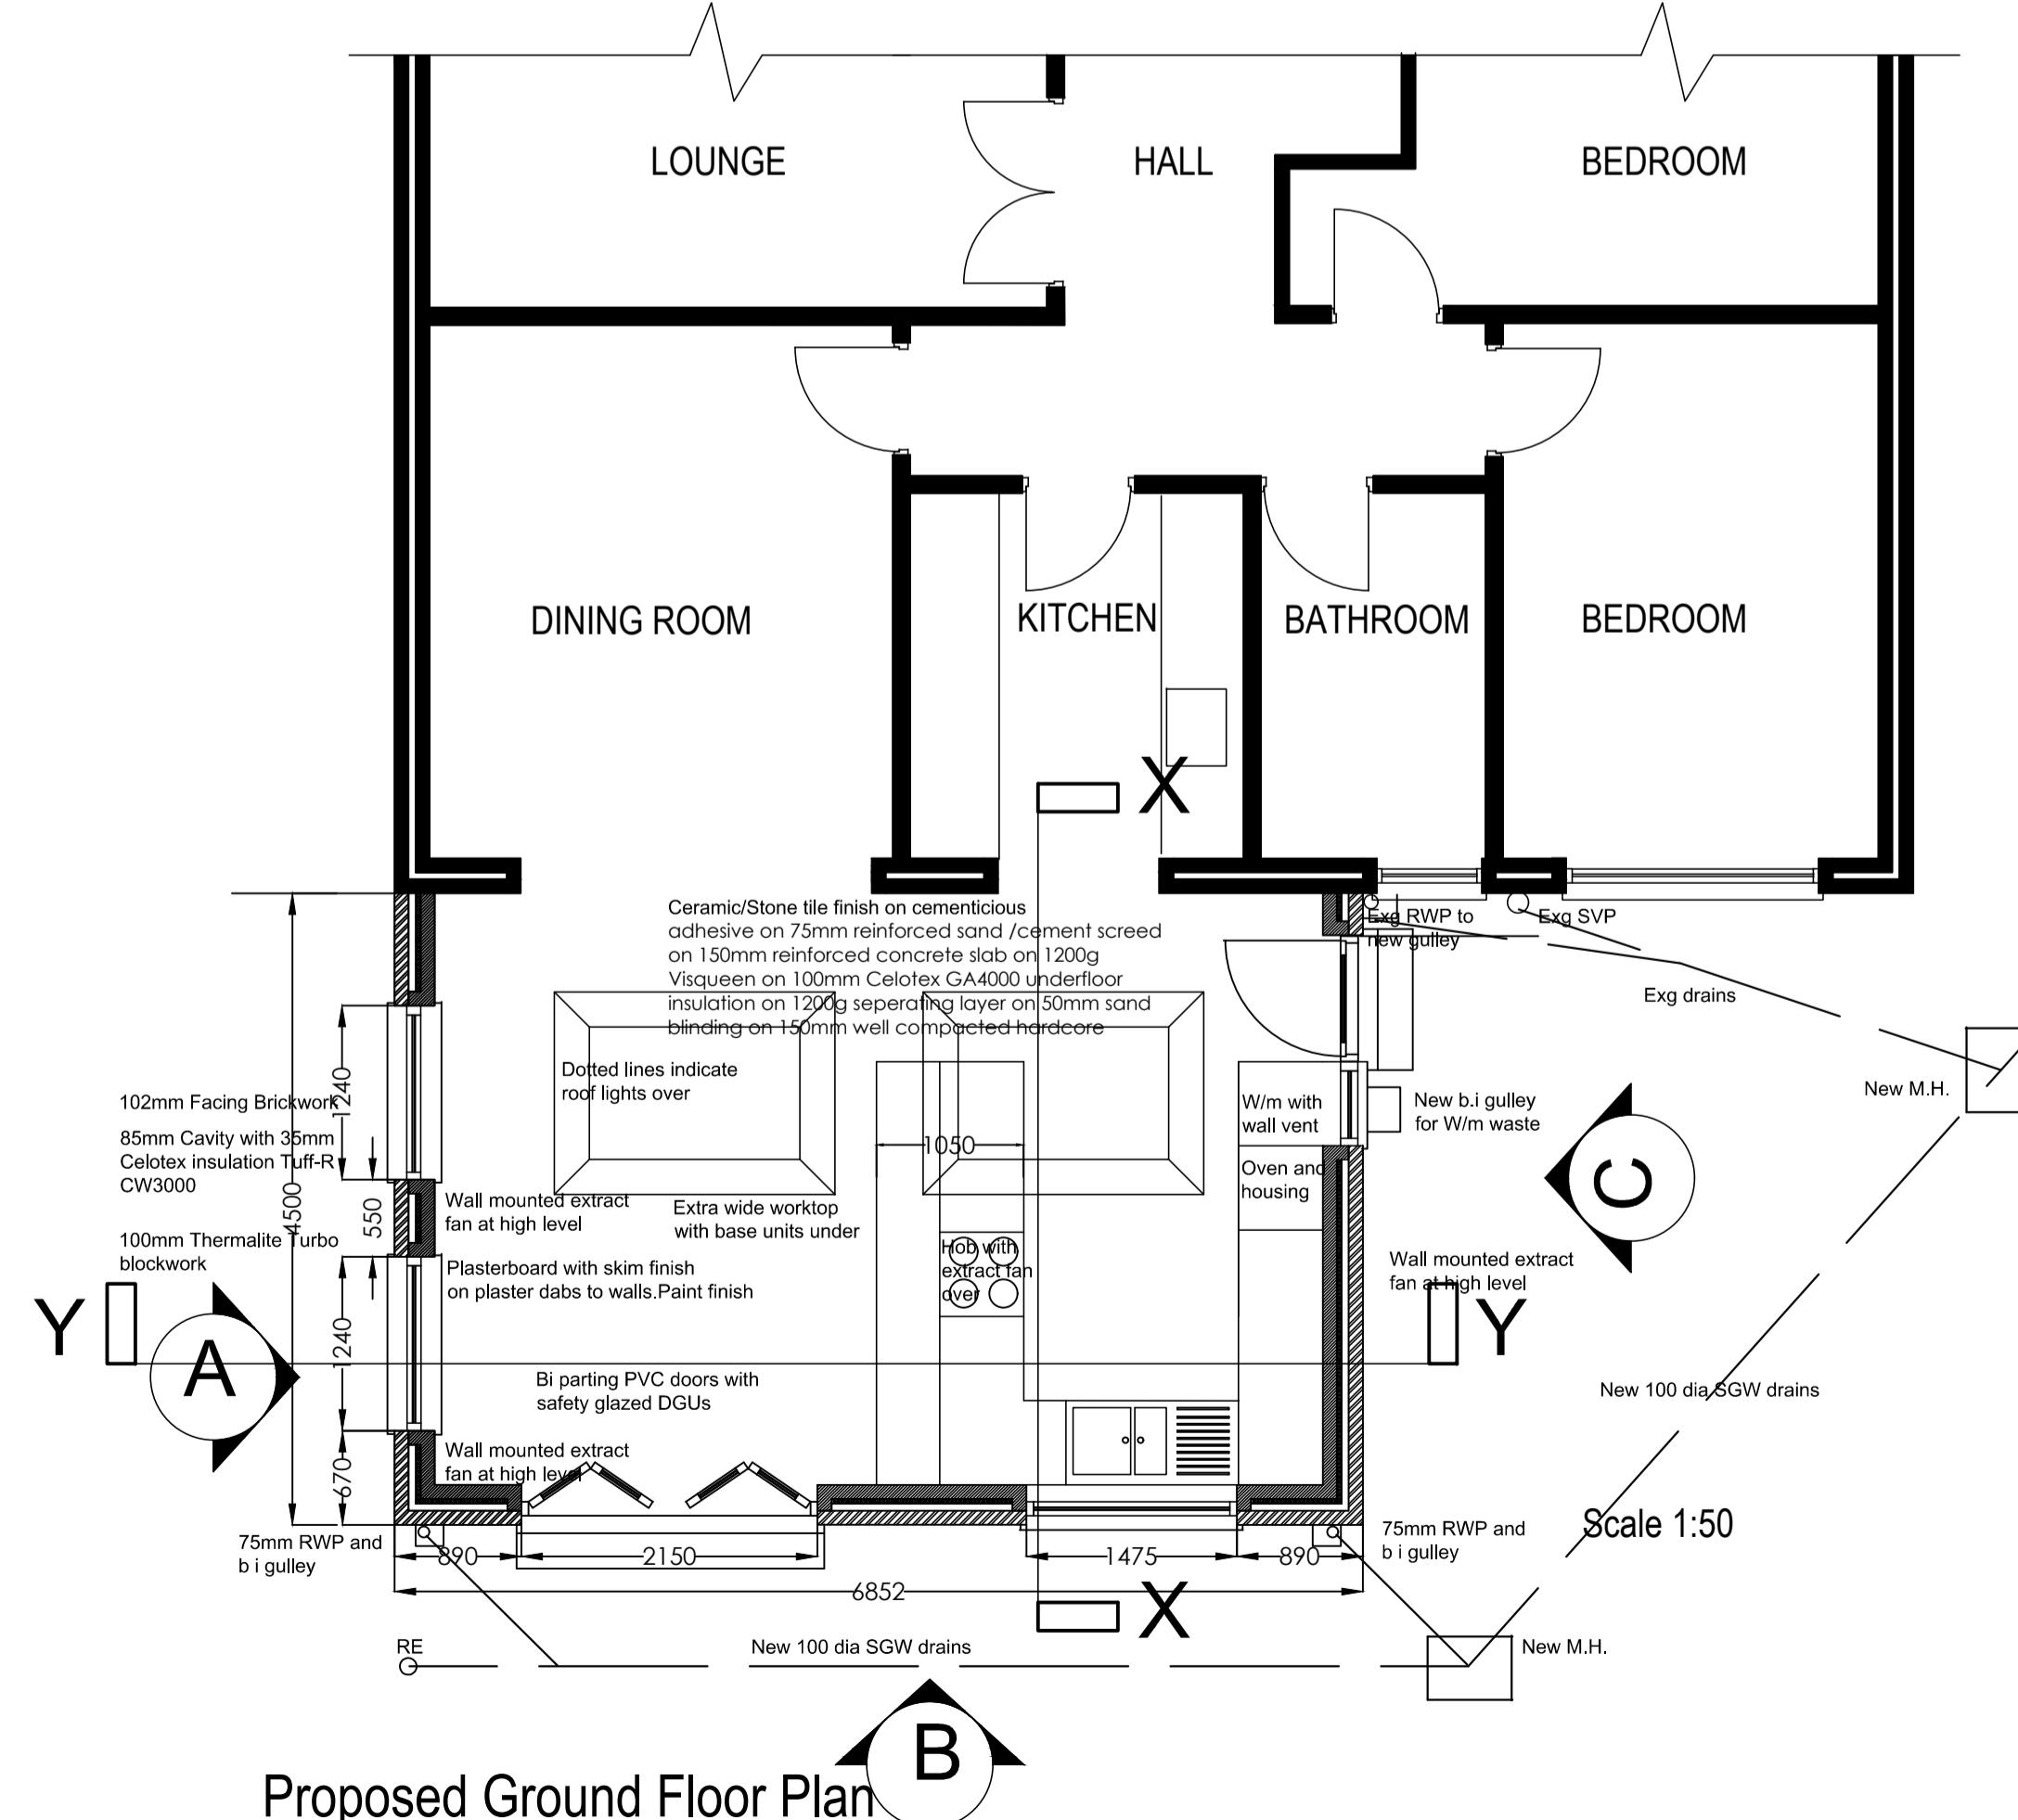 LOUNGE
HALL
BEDROOM
DINING ROOM
KITCHEN
BATHROOM
BEDROOM
X
Ceramic/Stone tile finish on cementicious
adhesive on 75mm reinforced sand /cement screed
on 150mm reinforced concrete slab on 1200g
Visqueen on 100mm Celotex GA4000 underfloor
insulation on 1200g seperating layer on 50mm sand
blinding on 150mm well compacted hardcore
Exg RWP to
new gulley
Exg SVP
Exg drains
New M.H.
Dotted lines indicate
roof lights over
102mm Facing Brickwork
85mm Cavity with 35mm
Celotex insulation Tuff-R
CW3000
100mm Thermalite Turbo
blockwork
1240
550
4500
1240
670
1050
W/m with
wall vent
New b.i gulley
for W/m waste
Oven and
housing
C
Wall mounted extract
fan at high level
Extra wide worktop
with base units under
Hob with
extract fan
over
Plasterboard with skim finish
on plaster dabs to walls.Paint finish
Wall mounted extract
fan at high level
Y
A
Y
Bi parting PVC doors with
safety glazed DGUs
New 100 dia SGW drains
Wall mounted extract
fan at high level
Scale 1:50
75mm RWP and
b i gulley
890
2150
1475
890
75mm RWP and
b i gulley
6852
X
RE
New 100 dia SGW drains
New M.H.
B
Proposed Ground Floor Plan